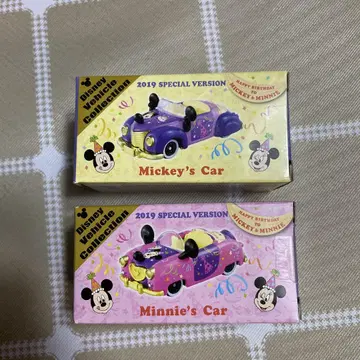 Disney
Vehicle
Collection
2019 SPECIAL VERSION
HAPPY BIRTHDAY
TO
MICKEY & MINNIE
Mickey's Car
Disney
Vehicle
Collection
2019 SPECIAL VERSION
HAPPY BIRTHDAY
TO
MICKEY & MINNIE
Minnie's Car